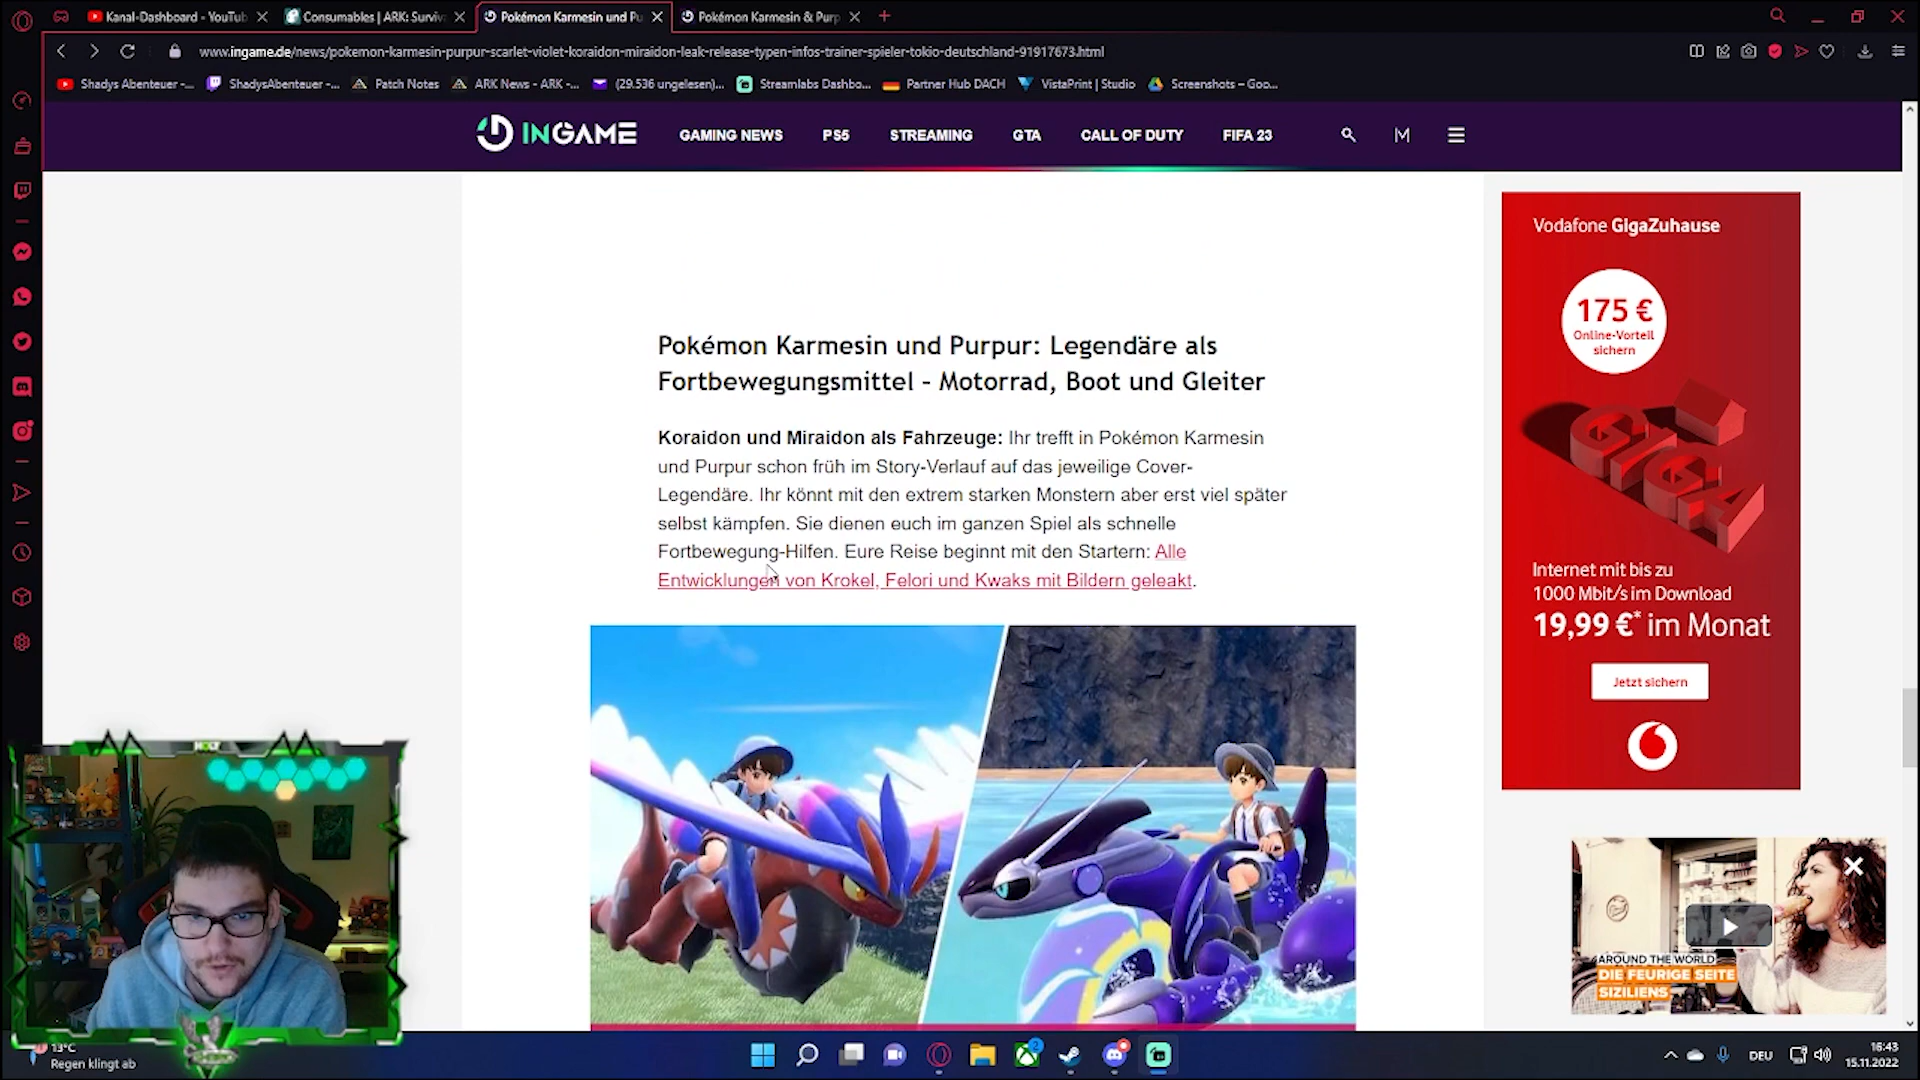 Kanal-Dashboard - YouTub
Consumables | ARK: Surviv
Pokémon Karmesin und Pu
Pokémon Karmesin & Purp
www.ingame.de/news/pokemon-karmesin-purpur-scarlet-violet-koraidon-miraidon-leak-release-typen-infos-trainer-spieler-tokio-deutschland-91917673.html
Shadys Abenteuer -...
ShadysAbenteuer -...
Patch Notes
ARK News - ARK -...
(29.536 ungelesen)...
Streamlabs Dashbo...
Partner Hub DACH
VistaPrint | Studio
Screenshots – Goo...
INGAME
GAMING NEWS
PS5
STREAMING
GTA
CALL OF DUTY
FIFA 23
Pokémon Karmesin und Purpur: Legendäre als
Fortbewegungsmittel – Motorrad, Boot und Gleiter
Koraidon und Miraidon als Fahrzeuge: Ihr trefft in Pokémon Karmesin
und Purpur schon früh im Story-Verlauf auf das jeweilige Cover-
Legendäre. Ihr könnt mit den extrem starken Monstern aber erst viel später
selbst kämpfen. Sie dienen euch im ganzen Spiel als schnelle
Fortbewegung-Hilfen. Eure Reise beginnt mit den Startern: Alle
Entwicklungen von Krokel, Felori und Kwaks mit Bildern geleakt.
Vodafone GigaZuhause
175 €
Online-Vorteil
sichern
GIGA
Internet mit bis zu
1000 Mbit/s im Download
19,99 €* im Monat
Jetzt sichern
AROUND THE WORLD
DIE FEURIGE SEITE
SIZILIENS
13°C
Regen klingt ab
2
DEU
16:43
15.11.2022